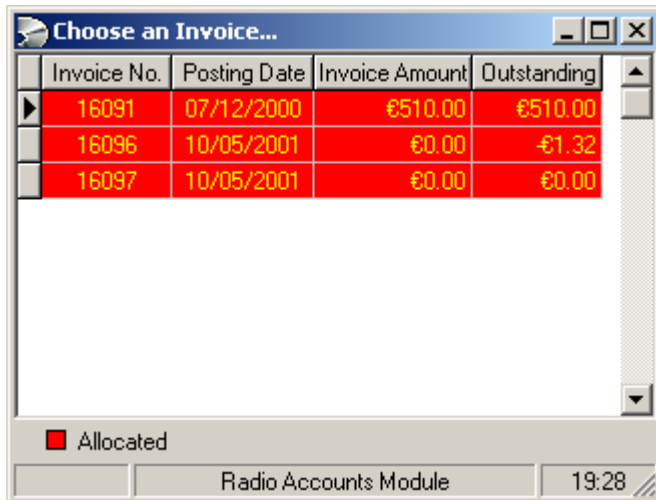 Choose an Invoice...
Invoice No. Posting Date Invoice Amount Outstanding
16091 07/12/2000 €510.00 €510.00
16096 10/05/2001 €0.00 -€1.32
16097 10/05/2001 €0.00 €0.00
Allocated
Radio Accounts Module 19:28